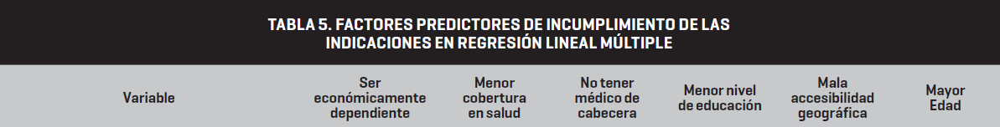 TABLA 5. FACTORES PREDICTORES DE INCUMPLIMIENTO DE LAS
INDICACIONES EN REGRESIÓN LINEAL MÚLTIPLE
Variable
Ser
económicamente
dependiente
Menor
cobertura
en salud
No tener
médico de
cabecera
Menor nivel
de educación
Mala
accesibilidad
geográfica
Mayor
Edad